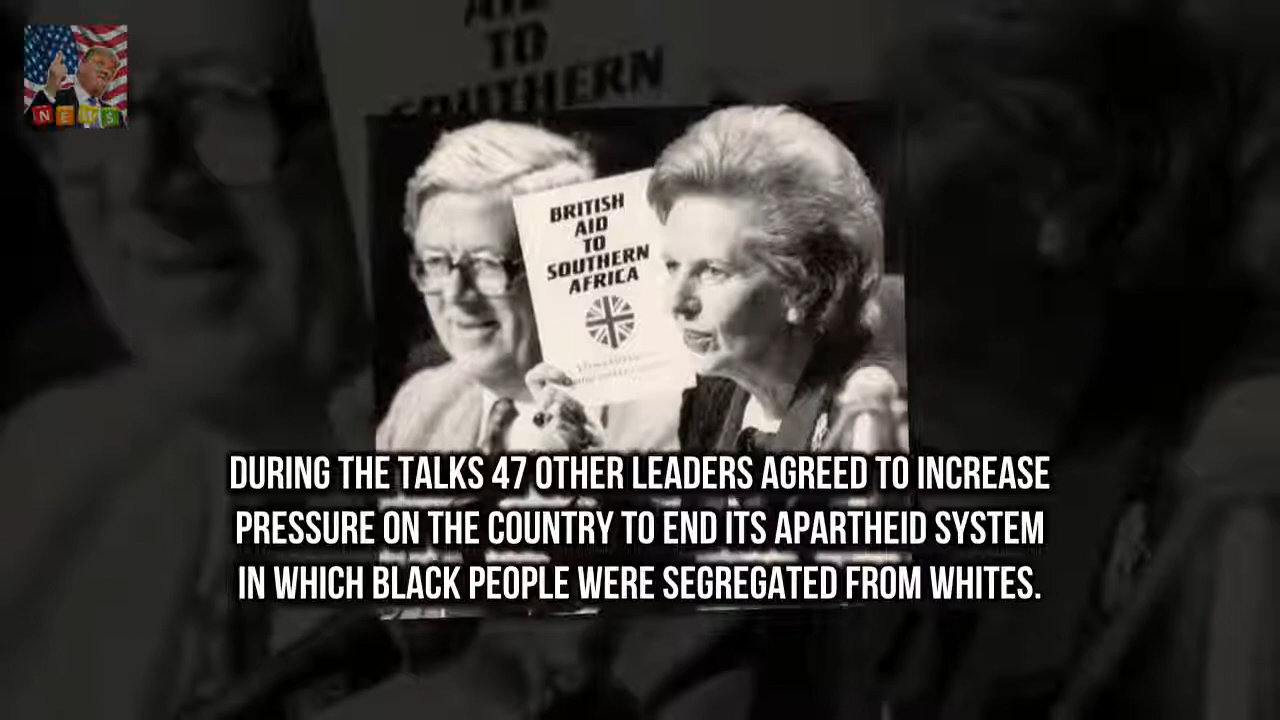 NEWS
AID
TO
SOUTHERN
BRITISH
AID
TO
SOUTHERN
AFRICA
DURING THE TALKS 47 OTHER LEADERS AGREED TO INCREASE
PRESSURE ON THE COUNTRY TO END ITS APARTHEID SYSTEM
IN WHICH BLACK PEOPLE WERE SEGREGATED FROM WHITES.